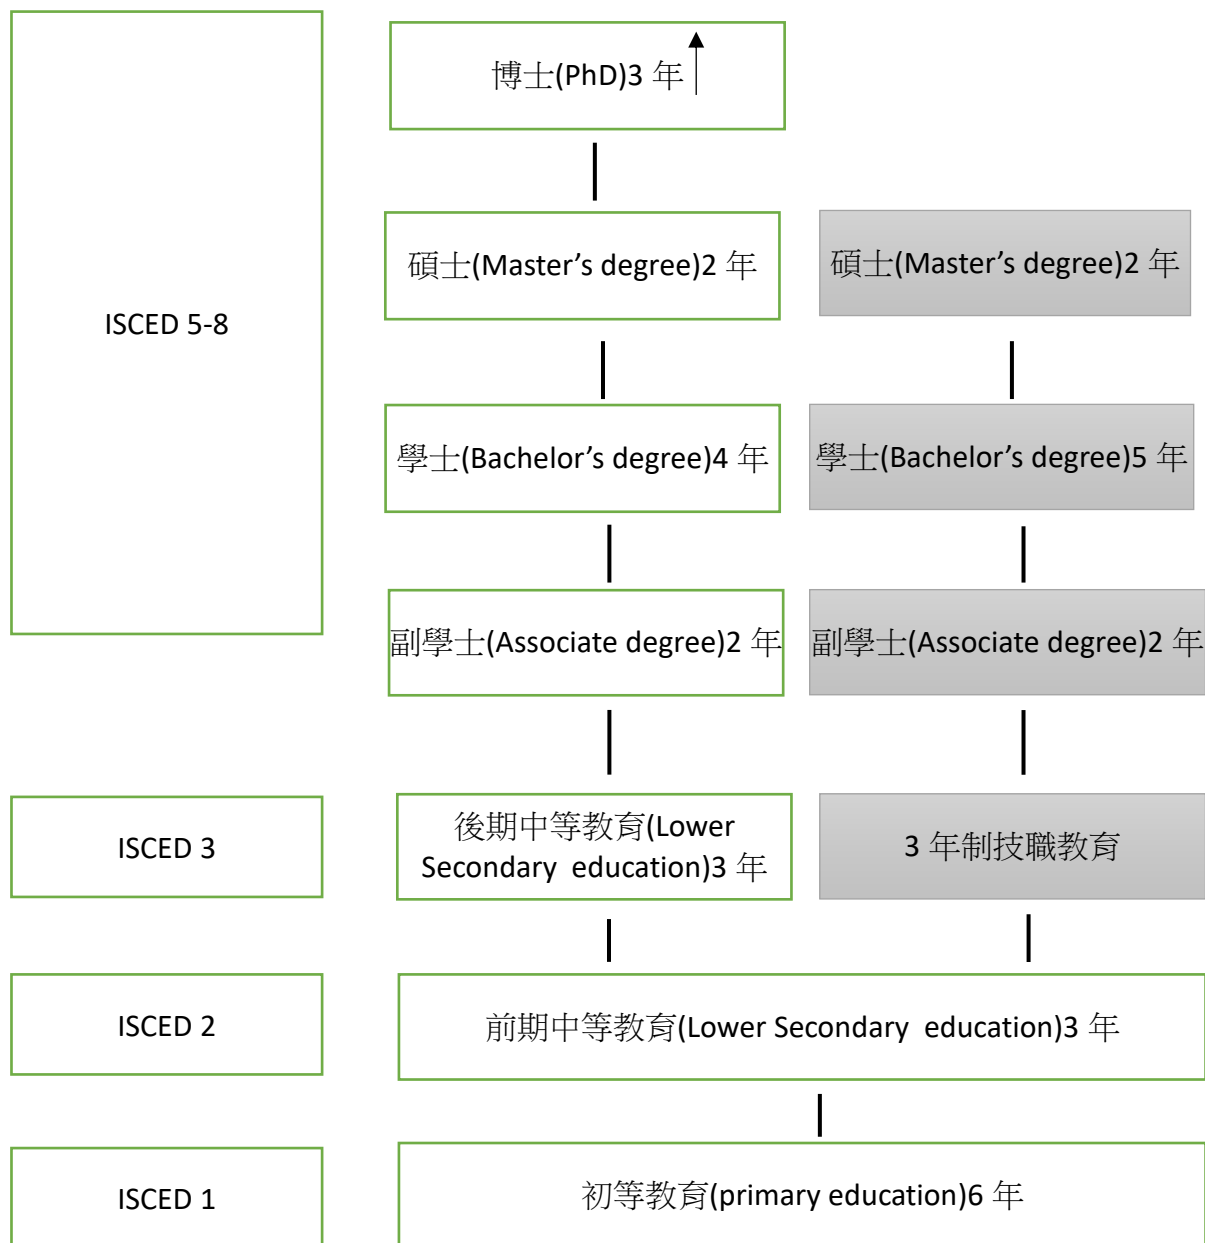 博士(PhD)3 年
碩士(Master’s degree)2 年
碩士(Master’s degree)2 年
ISCED 5-8
學士(Bachelor’s degree)4 年
學士(Bachelor’s degree)5 年
副學士(Associate degree)2 年
副學士(Associate degree)2 年
ISCED 3
後期中等教育(Lower
Secondary  education)3 年
3 年制技職教育
ISCED 2
前期中等教育(Lower Secondary  education)3 年
ISCED 1
初等教育(primary education)6 年